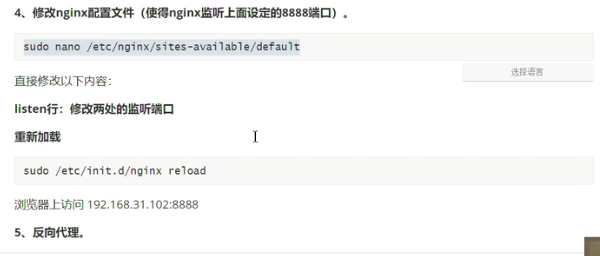 4、修改nginx配置文件（使得nginx监听上面设定的8888端口）。
sudo nano /etc/nginx/sites-available/default
选择语言
直接修改以下内容：
listen行：修改两处的监听端口
重新加载
sudo /etc/init.d/nginx reload
浏览器上访问 192.168.31.102:8888
5、反向代理。